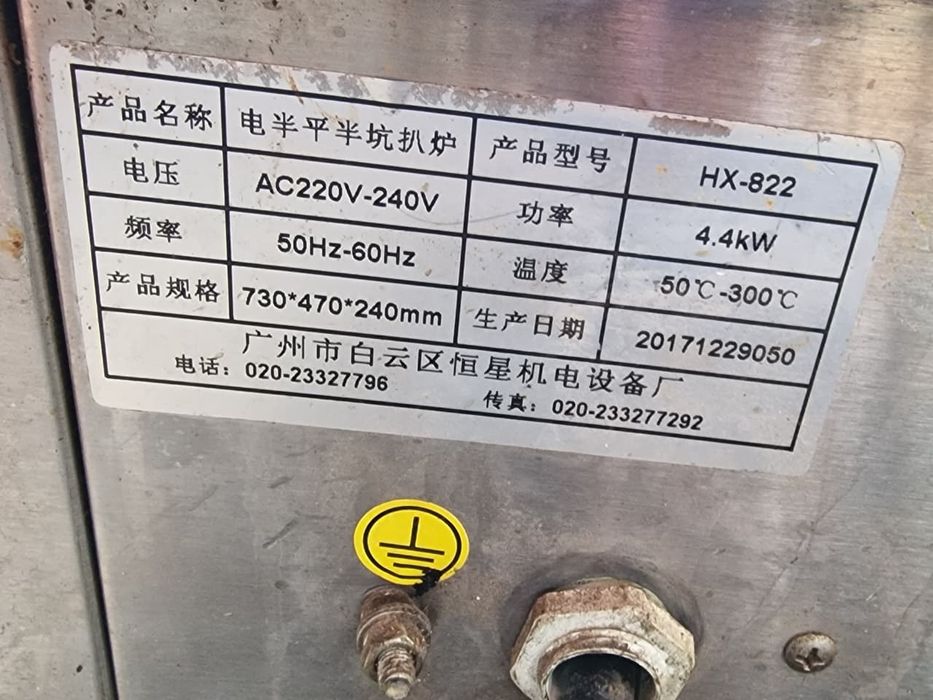 产品名称 电半平半坑扒炉 产品型号 HX-822
电压 AC220V-240V 功率 4.4kW
频率 50Hz-60Hz 温度 50℃-300℃
产品规格 730*470*240mm 生产日期 20171229050
广州市白云区恒星机电设备厂
电话：020-23327796 传真：020-233277292